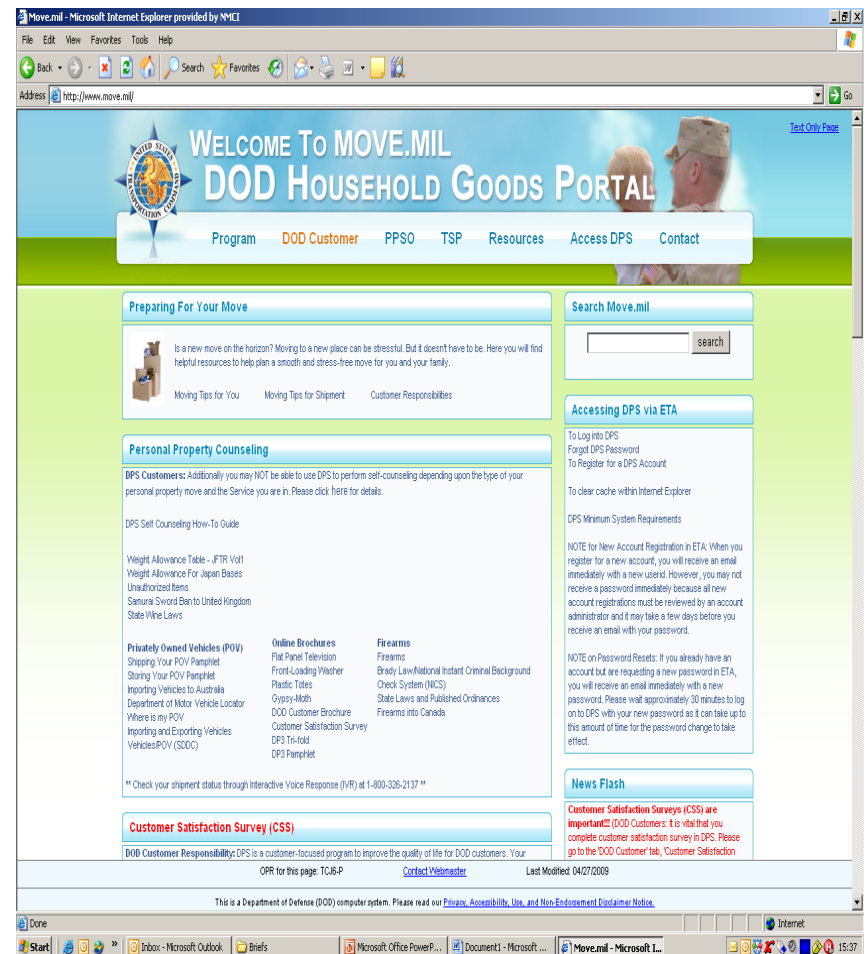 Move.mil - Microsoft Internet Explorer provided by NMCI
File Edit View Favorites Tools Help
Back Search Favorites
Address http://www.move.mil/ Go
Text Only Page
UNITED STATES TRANSPORTATION COMMAND
WELCOME TO MOVE.MIL
DOD HOUSEHOLD GOODS PORTAL
Program DOD Customer PPSO TSP Resources Access DPS Contact
Preparing For Your Move
Is a new move on the horizon? Moving to a new place can be stressful. But it doesn't have to be. Here you will find
helpful resources to help plan a smooth and stress-free move for you and your family.
Moving Tips for You Moving Tips for Shipment Customer Responsibilities
Personal Property Counseling
DPS Customers: Additionally you may NOT be able to use DPS to perform self-counseling depending upon the type of your
personal property move and the Service you are in. Please click here for details.
DPS Self Counseling How-To Guide
Weight Allowance Table - JFTR Vol1
Weight Allowance For Japan Bases
Unauthorized Items
Samurai Sword Ban to United Kingdom
State Wine Laws
Privately Owned Vehicles (POV)
Shipping Your POV Pamphlet
Storing Your POV Pamphlet
Importing Vehicles to Australia
Department of Motor Vehicle Locator
Where is my POV
Importing and Exporting Vehicles
Vehicles/POV (SDDC)
Online Brochures
Flat Panel Television
Front-Loading Washer
Plastic Totes
Gypsy-Moth
DOD Customer Brochure
Customer Satisfaction Survey
DP3 Tri-fold
DP3 Pamphlet
Firearms
Firearms
Brady Law/National Instant Criminal Background
Check System (NICS)
State Laws and Published Ordinances
Firearms into Canada
** Check your shipment status through Interactive Voice Response (IVR) at 1-800-326-2137 **
Customer Satisfaction Survey (CSS)
DOD Customer Responsibility: DPS is a customer-focused program to improve the quality of life for DOD customers. Your
Search Move.mil
search
Accessing DPS via ETA
To Log into DPS
Forgot DPS Password
To Register for a DPS Account
To clear cache within Internet Explorer
DPS Minimum System Requirements
NOTE for New Account Registration in ETA: When you
register for a new account, you will receive an email
immediately with a new userid. However, you may not
receive a password immediately because all new
account registrations must be reviewed by an account
administrator and it may take a few days before you
receive an email with your password.
NOTE on Password Resets: If you already have an
account but are requesting a new password in ETA,
you will receive an email immediately with a new
password. Please wait approximately 30 minutes to log
on to DPS with your new password as it can take up to
this amount of time for the password change to take
effect.
News Flash
Customer Satisfaction Surveys (CSS) are
important!!! (DOD Customers: it is vital that you
complete customer satisfaction survey in DPS. Please
go to the 'DOD Customer' tab, 'Customer Satisfaction
OPR for this page: TCJ6-P Contact Webmaster Last Modified: 04/27/2009
This is a Department of Defense (DOD) computer system. Please read our Privacy, Accessibility, Use, and Non-Endorsement Disclaimer Notice.
Done Internet
Start Inbox - Microsoft Outlook Briefs Microsoft Office PowerP... Document1 - Microsoft ... Move.mil - Microsoft I... 15:37